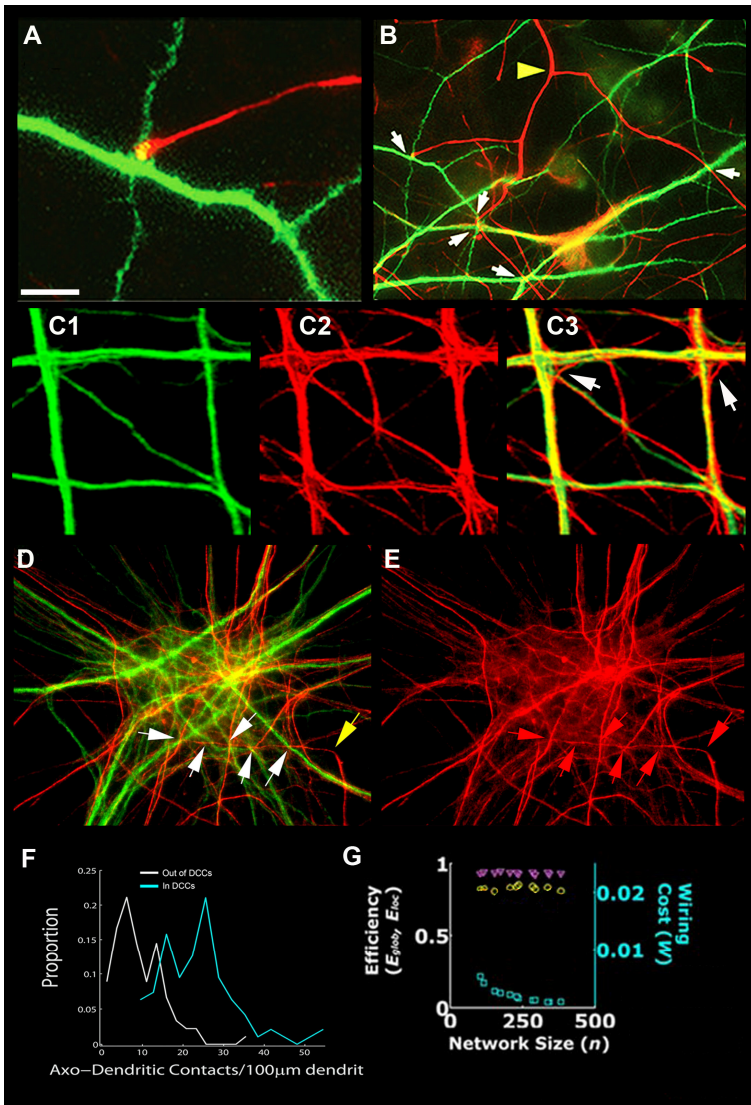 A
B
C1
C2
C3
D
E
F
Out of DCCs
In DCCs
0.25
0.2
0.15
0.1
0.05
0
Proportion
0
10
20
30
40
50
Axo–Dendritic Contacts/100μm dendrit
G
1
0.5
0
Efficiency
(Eglob, Eloc)
0.02
0.01
Wiring
Cost (W)
0
250
500
Network Size (n)